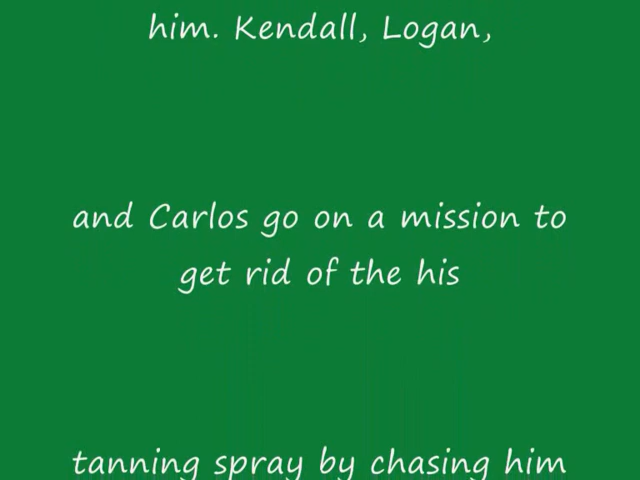 him. Kendall, Logan,
and Carlos go on a mission to
get rid of the his
tanning spray by chasing him